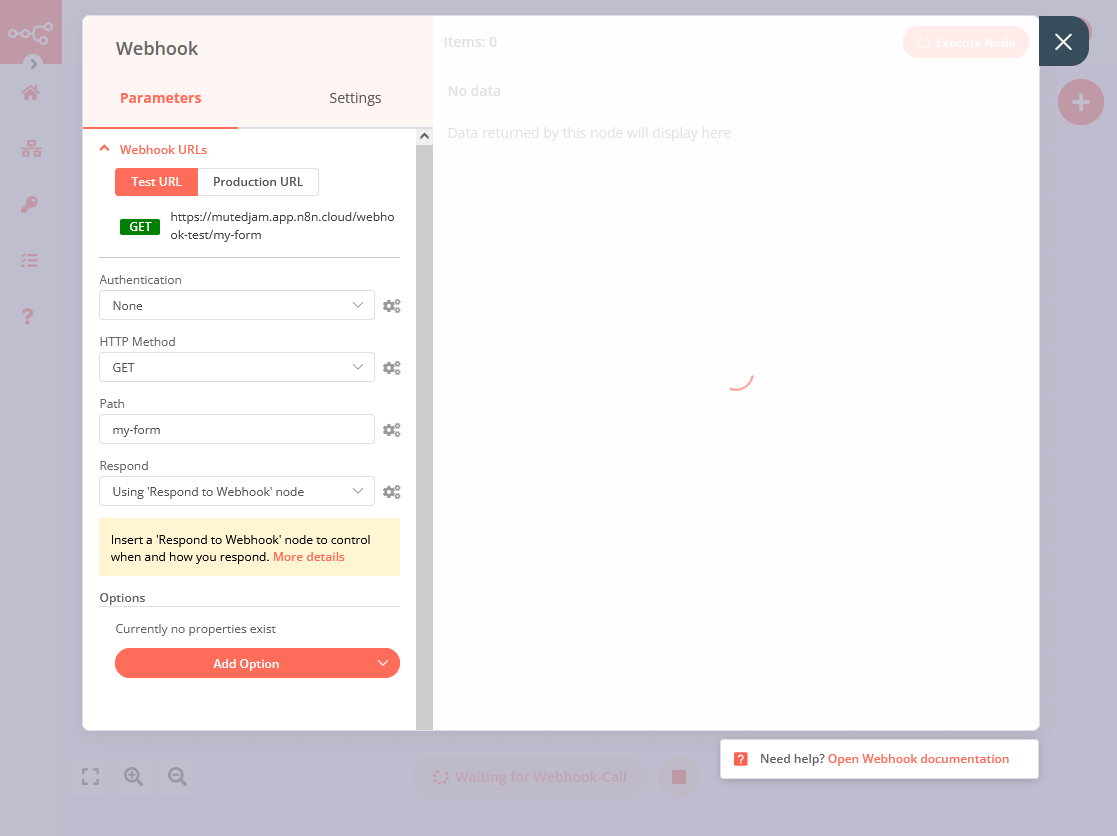 Webhook
Parameters
Settings
Webhook URLs
Test URL
Production URL
GET
https://mutedjam.app.n8n.cloud/webho
ok-test/my-form
Authentication
None
HTTP Method
GET
Path
my-form
Respond
Using 'Respond to Webhook' node
Insert a 'Respond to Webhook' node to control
when and how you respond. More details
Options
Currently no properties exist
Add Option
Items: 0
Execute Node
No data
Data returned by this node will display here
Need help? Open Webhook documentation
Waiting for Webhook-Call